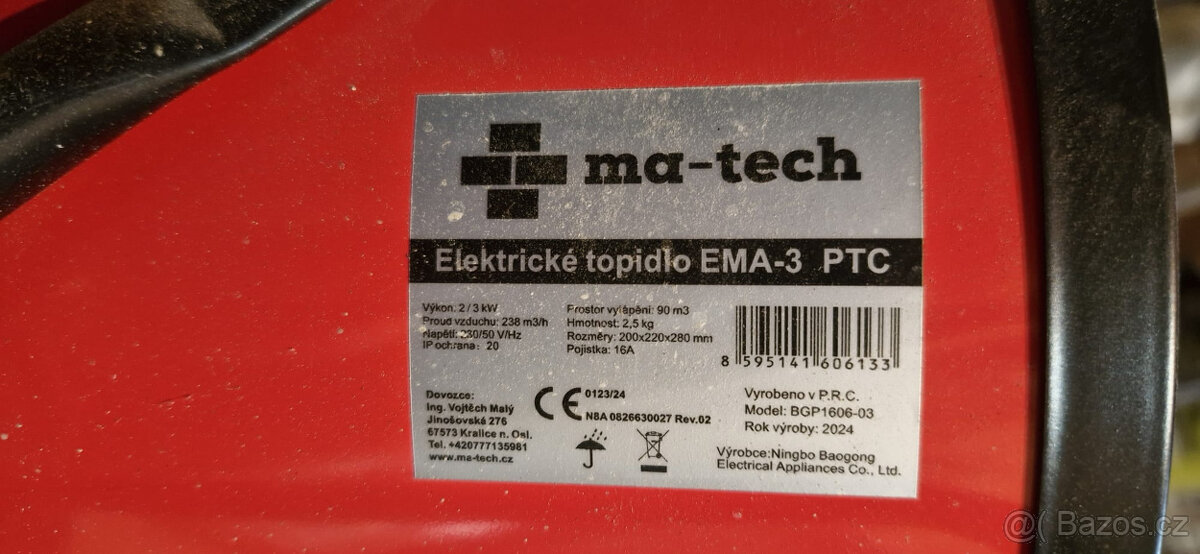 ma-tech
Elektrické topidlo EMA-3 PTC
Výkon: 2 / 3 kW
Proud vzduchu: 238 m3/h
Napětí: 230/50 V/Hz
IP ochrana: 20
Prostor vytápění: 90 m3
Hmotnost: 2,5 kg
Rozměry: 200x220x280 mm
Pojistka: 16A
8 595141 606133
Dovozce:
Ing. Vojtěch Malý
Jinošovská 276
67573 Kralice n. Osl.
Tel. +420777135981
www.ma-tech.cz
CE 0123/24
N8A 0826630027 Rev.02
Vyrobeno v P.R.C.
Model: BGP1606-03
Rok výroby: 2024
Výrobce:Ningbo Baogong
Electrical Appliances Co., Ltd.
@( Bazos.cz